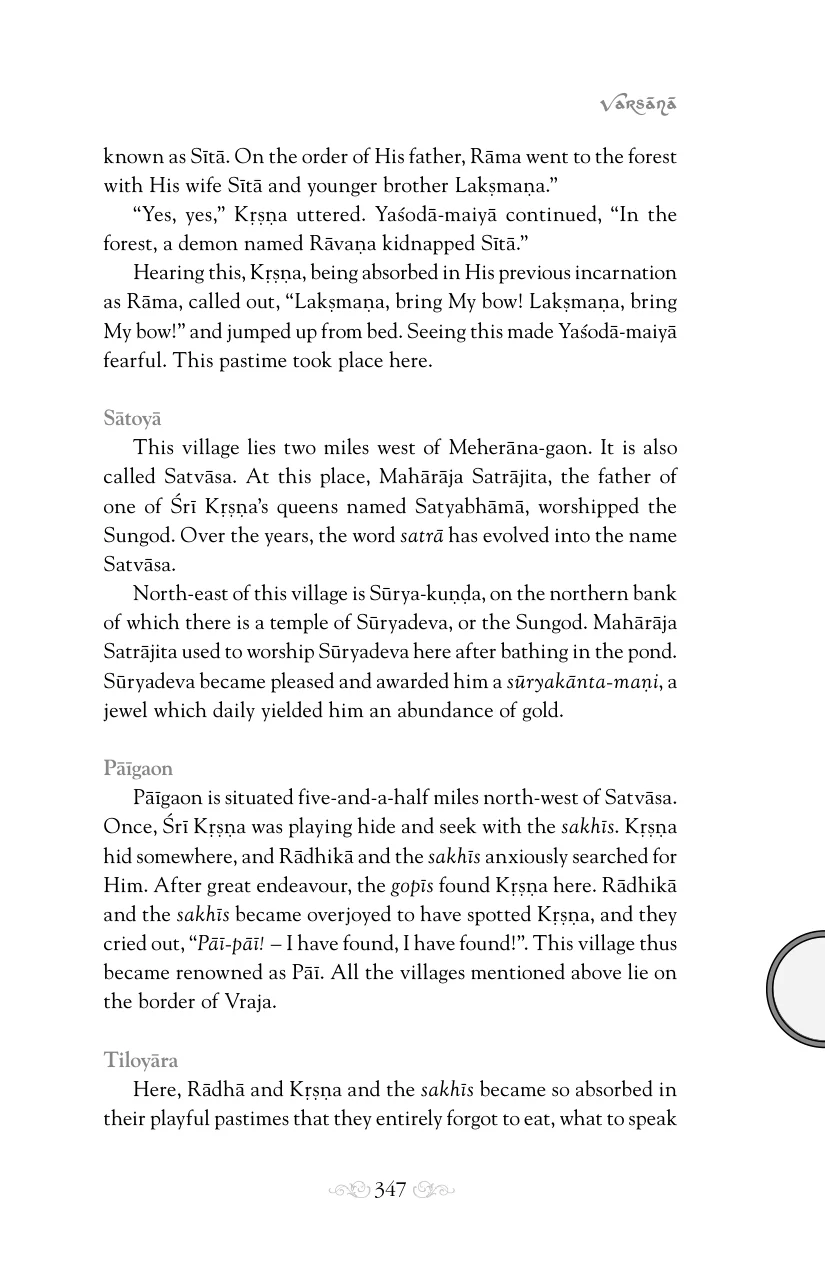 Varsānā
known as Sītā. On the order of His father, Rāma went to the forest
with His wife Sītā and younger brother Lakṣmaṇa.”
“Yes, yes,” Kṛṣṇa uttered. Yaśodā-maiyā continued, “In the
forest, a demon named Rāvaṇa kidnapped Sītā.”
Hearing this, Kṛṣṇa, being absorbed in His previous incarnation
as Rāma, called out, “Lakṣmaṇa, bring My bow! Lakṣmaṇa, bring
My bow!” and jumped up from bed. Seeing this made Yaśodā-maiyā
fearful. This pastime took place here.
Sātoyā
This village lies two miles west of Meherāna-gaon. It is also
called Satvāsa. At this place, Mahārāja Satrājita, the father of
one of Śrī Kṛṣṇa’s queens named Satyabhāmā, worshipped the
Sungod. Over the years, the word satrā has evolved into the name
Satvāsa.
North-east of this village is Sūrya-kuṇḍa, on the northern bank
of which there is a temple of Sūryadeva, or the Sungod. Mahārāja
Satrājita used to worship Sūryadeva here after bathing in the pond.
Sūryadeva became pleased and awarded him a sūryakānta-maṇi, a
jewel which daily yielded him an abundance of gold.
Pāīgaon
Pāīgaon is situated five-and-a-half miles north-west of Satvāsa.
Once, Śrī Kṛṣṇa was playing hide and seek with the sakhīs. Kṛṣṇa
hid somewhere, and Rādhikā and the sakhīs anxiously searched for
Him. After great endeavour, the gopīs found Kṛṣṇa here. Rādhikā
and the sakhīs became overjoyed to have spotted Kṛṣṇa, and they
cried out, “Pāī-pāī! – I have found, I have found!”. This village thus
became renowned as Pāī. All the villages mentioned above lie on
the border of Vraja.
Tiloyāra
Here, Rādhā and Kṛṣṇa and the sakhīs became so absorbed in
their playful pastimes that they entirely forgot to eat, what to speak
347